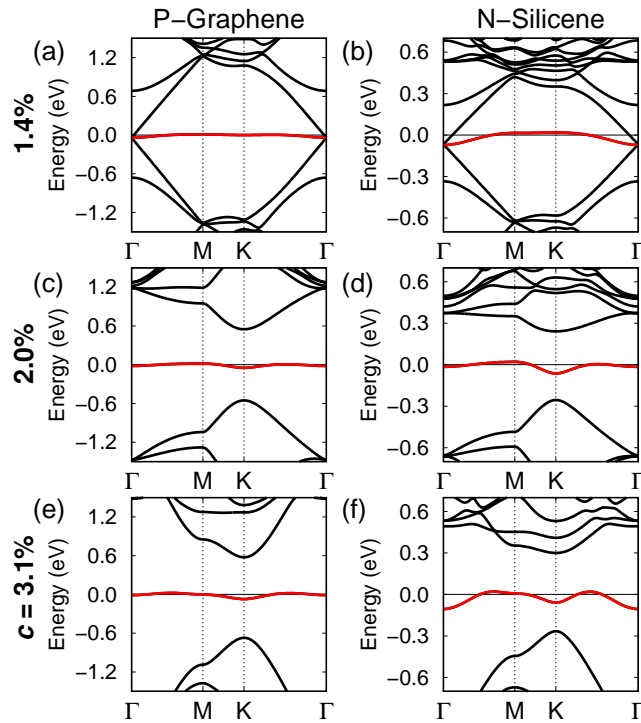 P−Graphene N−Silicene
(a) (b)
1.4%
Energy (eV)
1.2
0.6
0.0
−0.6
−1.2
Γ M K Γ
Energy (eV)
0.6
0.3
0.0
−0.3
−0.6
Γ M K Γ
(c) (d)
2.0%
Energy (eV)
1.2
0.6
0.0
−0.6
−1.2
Γ M K Γ
Energy (eV)
0.6
0.3
0.0
−0.3
−0.6
Γ M K Γ
(e) (f)
c = 3.1%
Energy (eV)
1.2
0.6
0.0
−0.6
−1.2
Γ M K Γ
Energy (eV)
0.6
0.3
0.0
−0.3
−0.6
Γ M K Γ